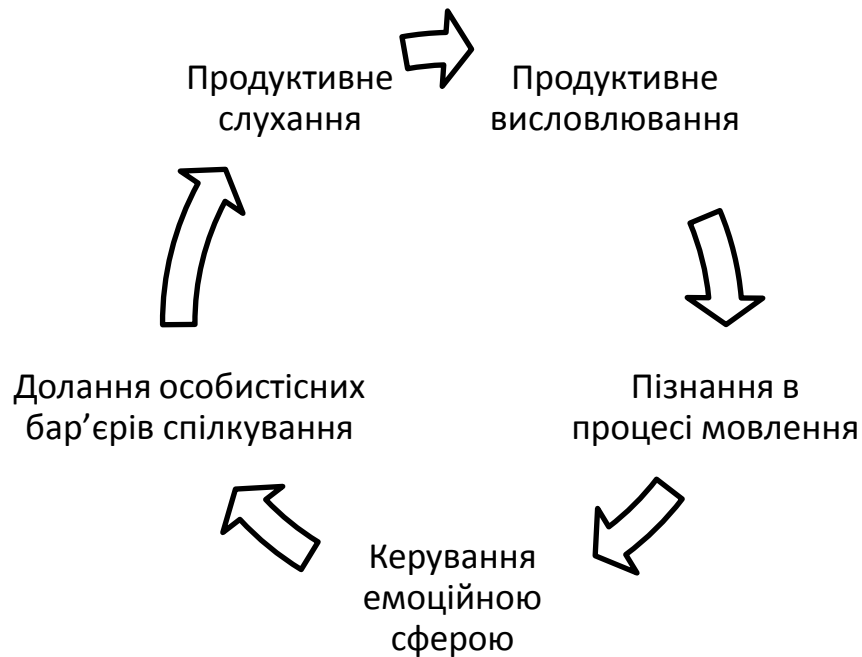 Продуктивне
слухання
Продуктивне
висловлювання
Пізнання в
процесі мовлення
Керування
емоційною
сферою
Долання особистісних
бар’єрів спілкування